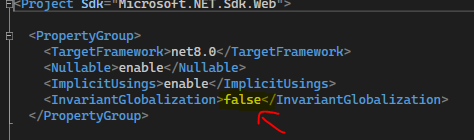 <Project Sdk="Microsoft.NET.Sdk.Web">
<PropertyGroup>
<TargetFramework>net8.0</TargetFramework>
<Nullable>enable</Nullable>
<ImplicitUsings>enable</ImplicitUsings>
<InvariantGlobalization>false</InvariantGlobalization>
</PropertyGroup>